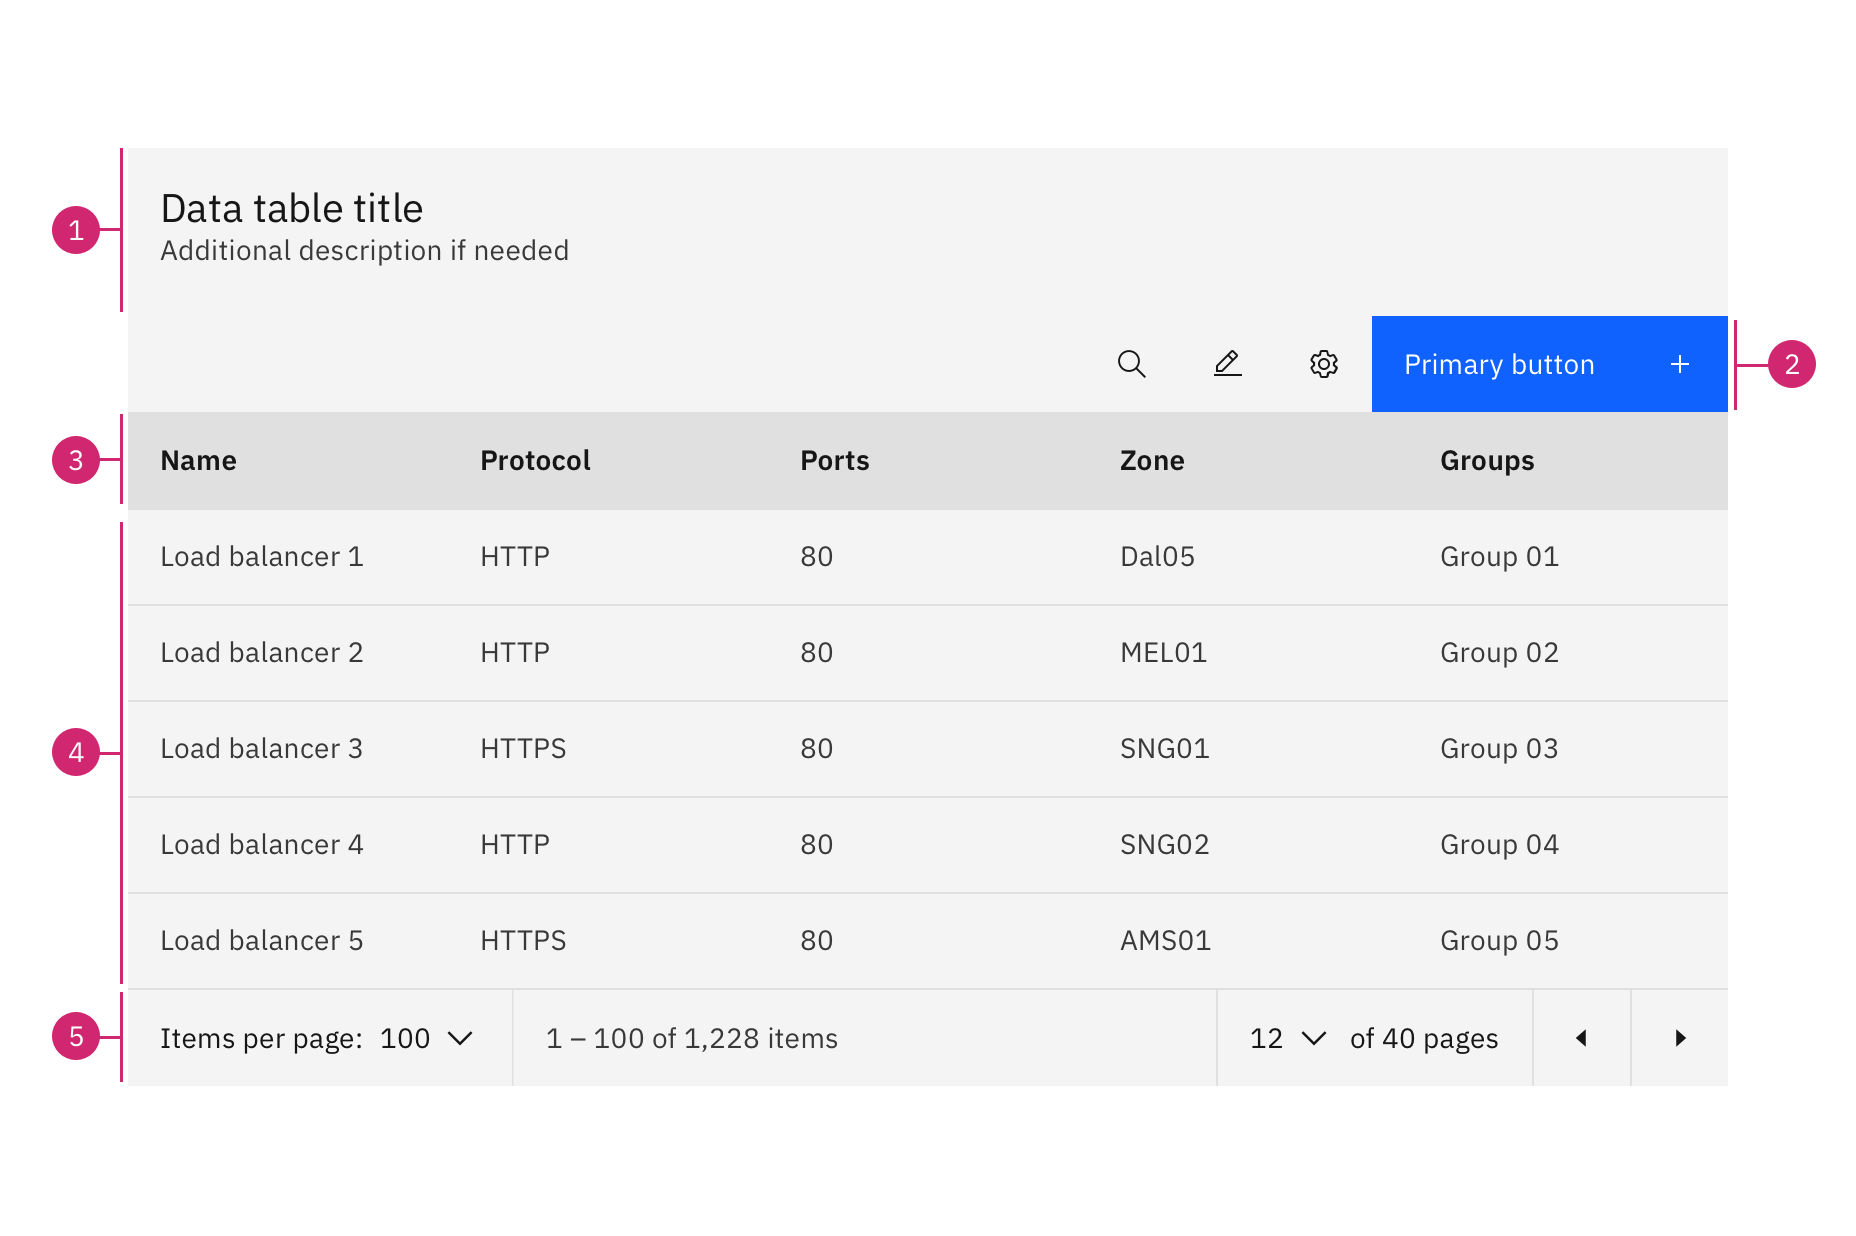 Data table title
1
Additional description if needed
Primary button
2
3
Name Protocol Ports Zone Groups
Load balancer 1 HTTP 80 Dal05 Group 01
Load balancer 2 HTTP 80 MEL01 Group 02
4
Load balancer 3 HTTPS 80 SNG01 Group 03
Load balancer 4 HTTP 80 SNG02 Group 04
Load balancer 5 HTTPS 80 AMS01 Group 05
5
Items per page: 100 1 – 100 of 1,228 items 12 of 40 pages